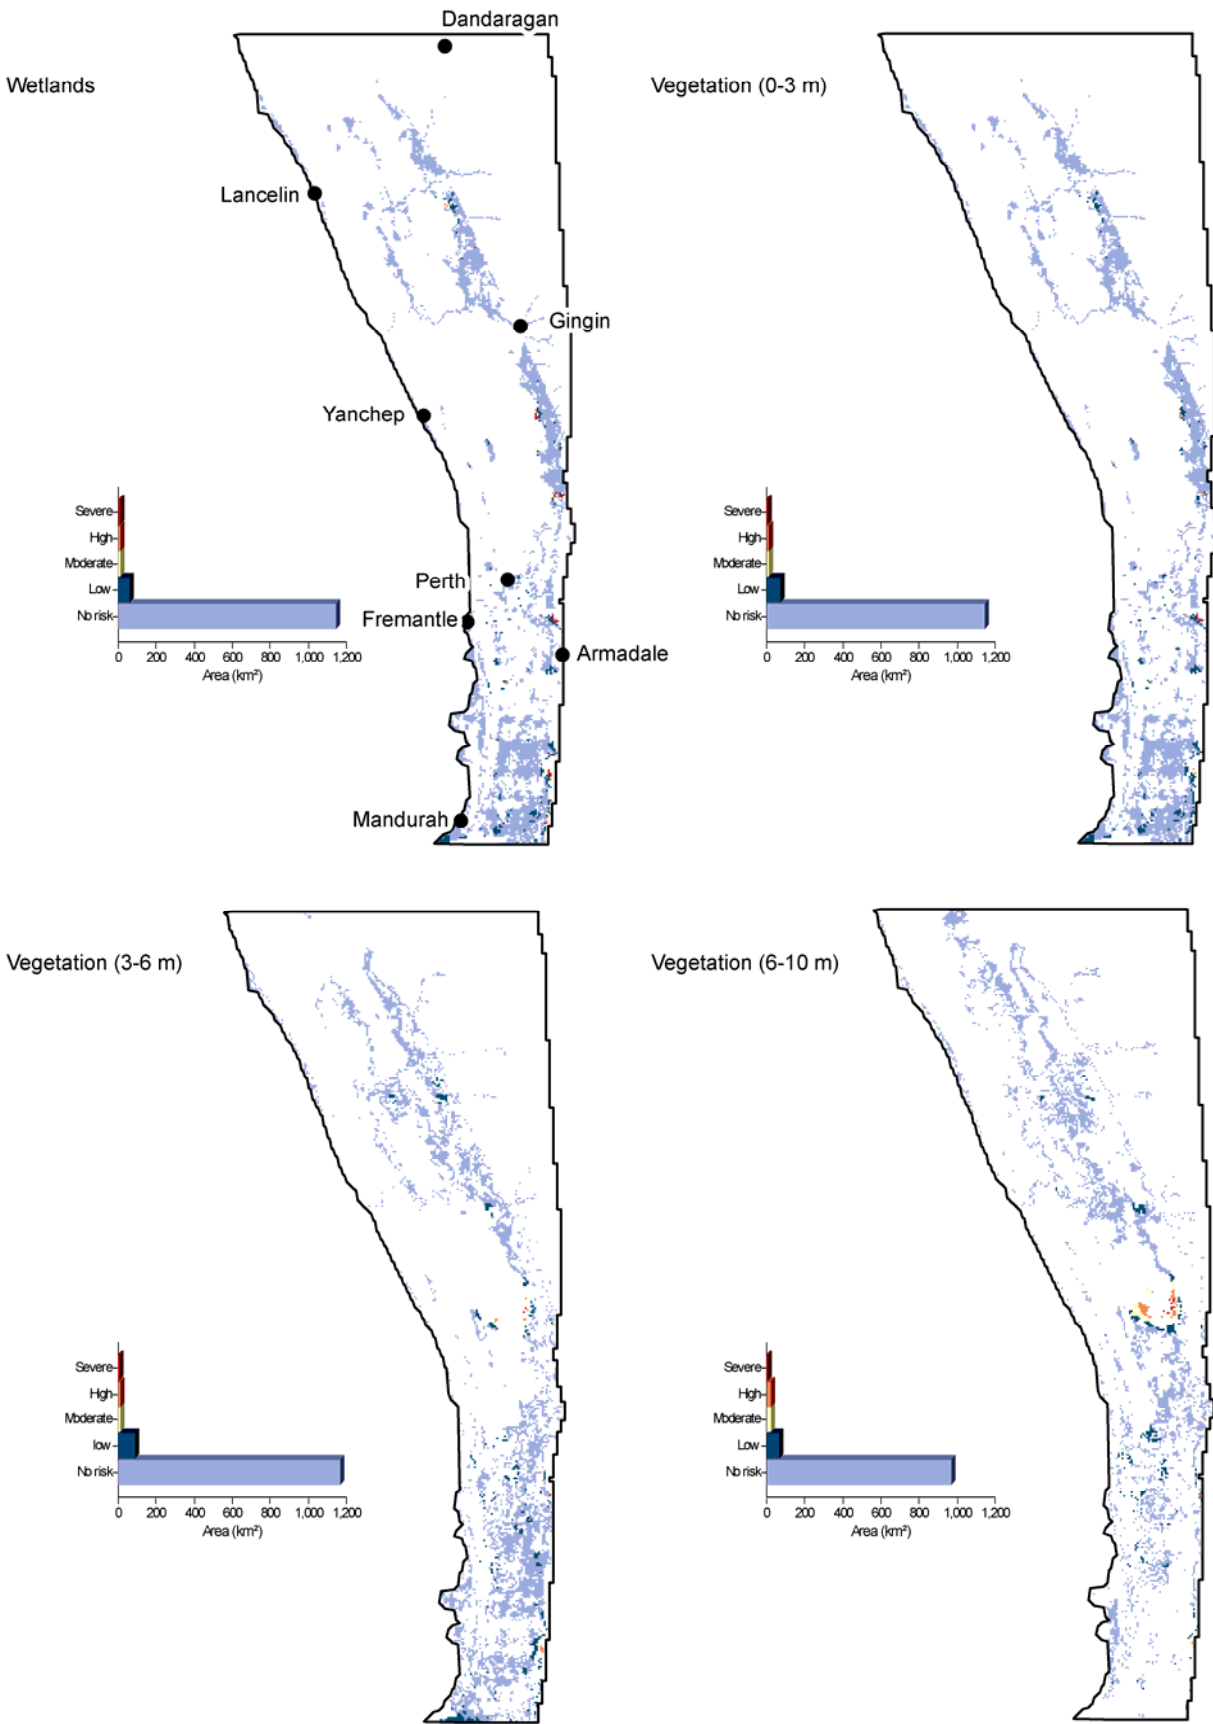 Dandaragan
Wetlands
Vegetation (0-3 m)
Lancelin
Gingin
Yanchep
Severe
High
Moderate
Low
No risk
0 200 400 600 800 1,000 1,200
Area (km²)
Perth
Fremantle
Armadale
Mandurah
Severe
High
Moderate
Low
No risk
0 200 400 600 800 1,000 1,200
Area (km²)
Vegetation (3-6 m)
Vegetation (6-10 m)
Severe
High
Moderate
low
No risk
0 200 400 600 800 1,000 1,200
Area (km²)
Severe
High
Moderate
Low
No risk
0 200 400 600 800 1,000 1,200
Area (km²)